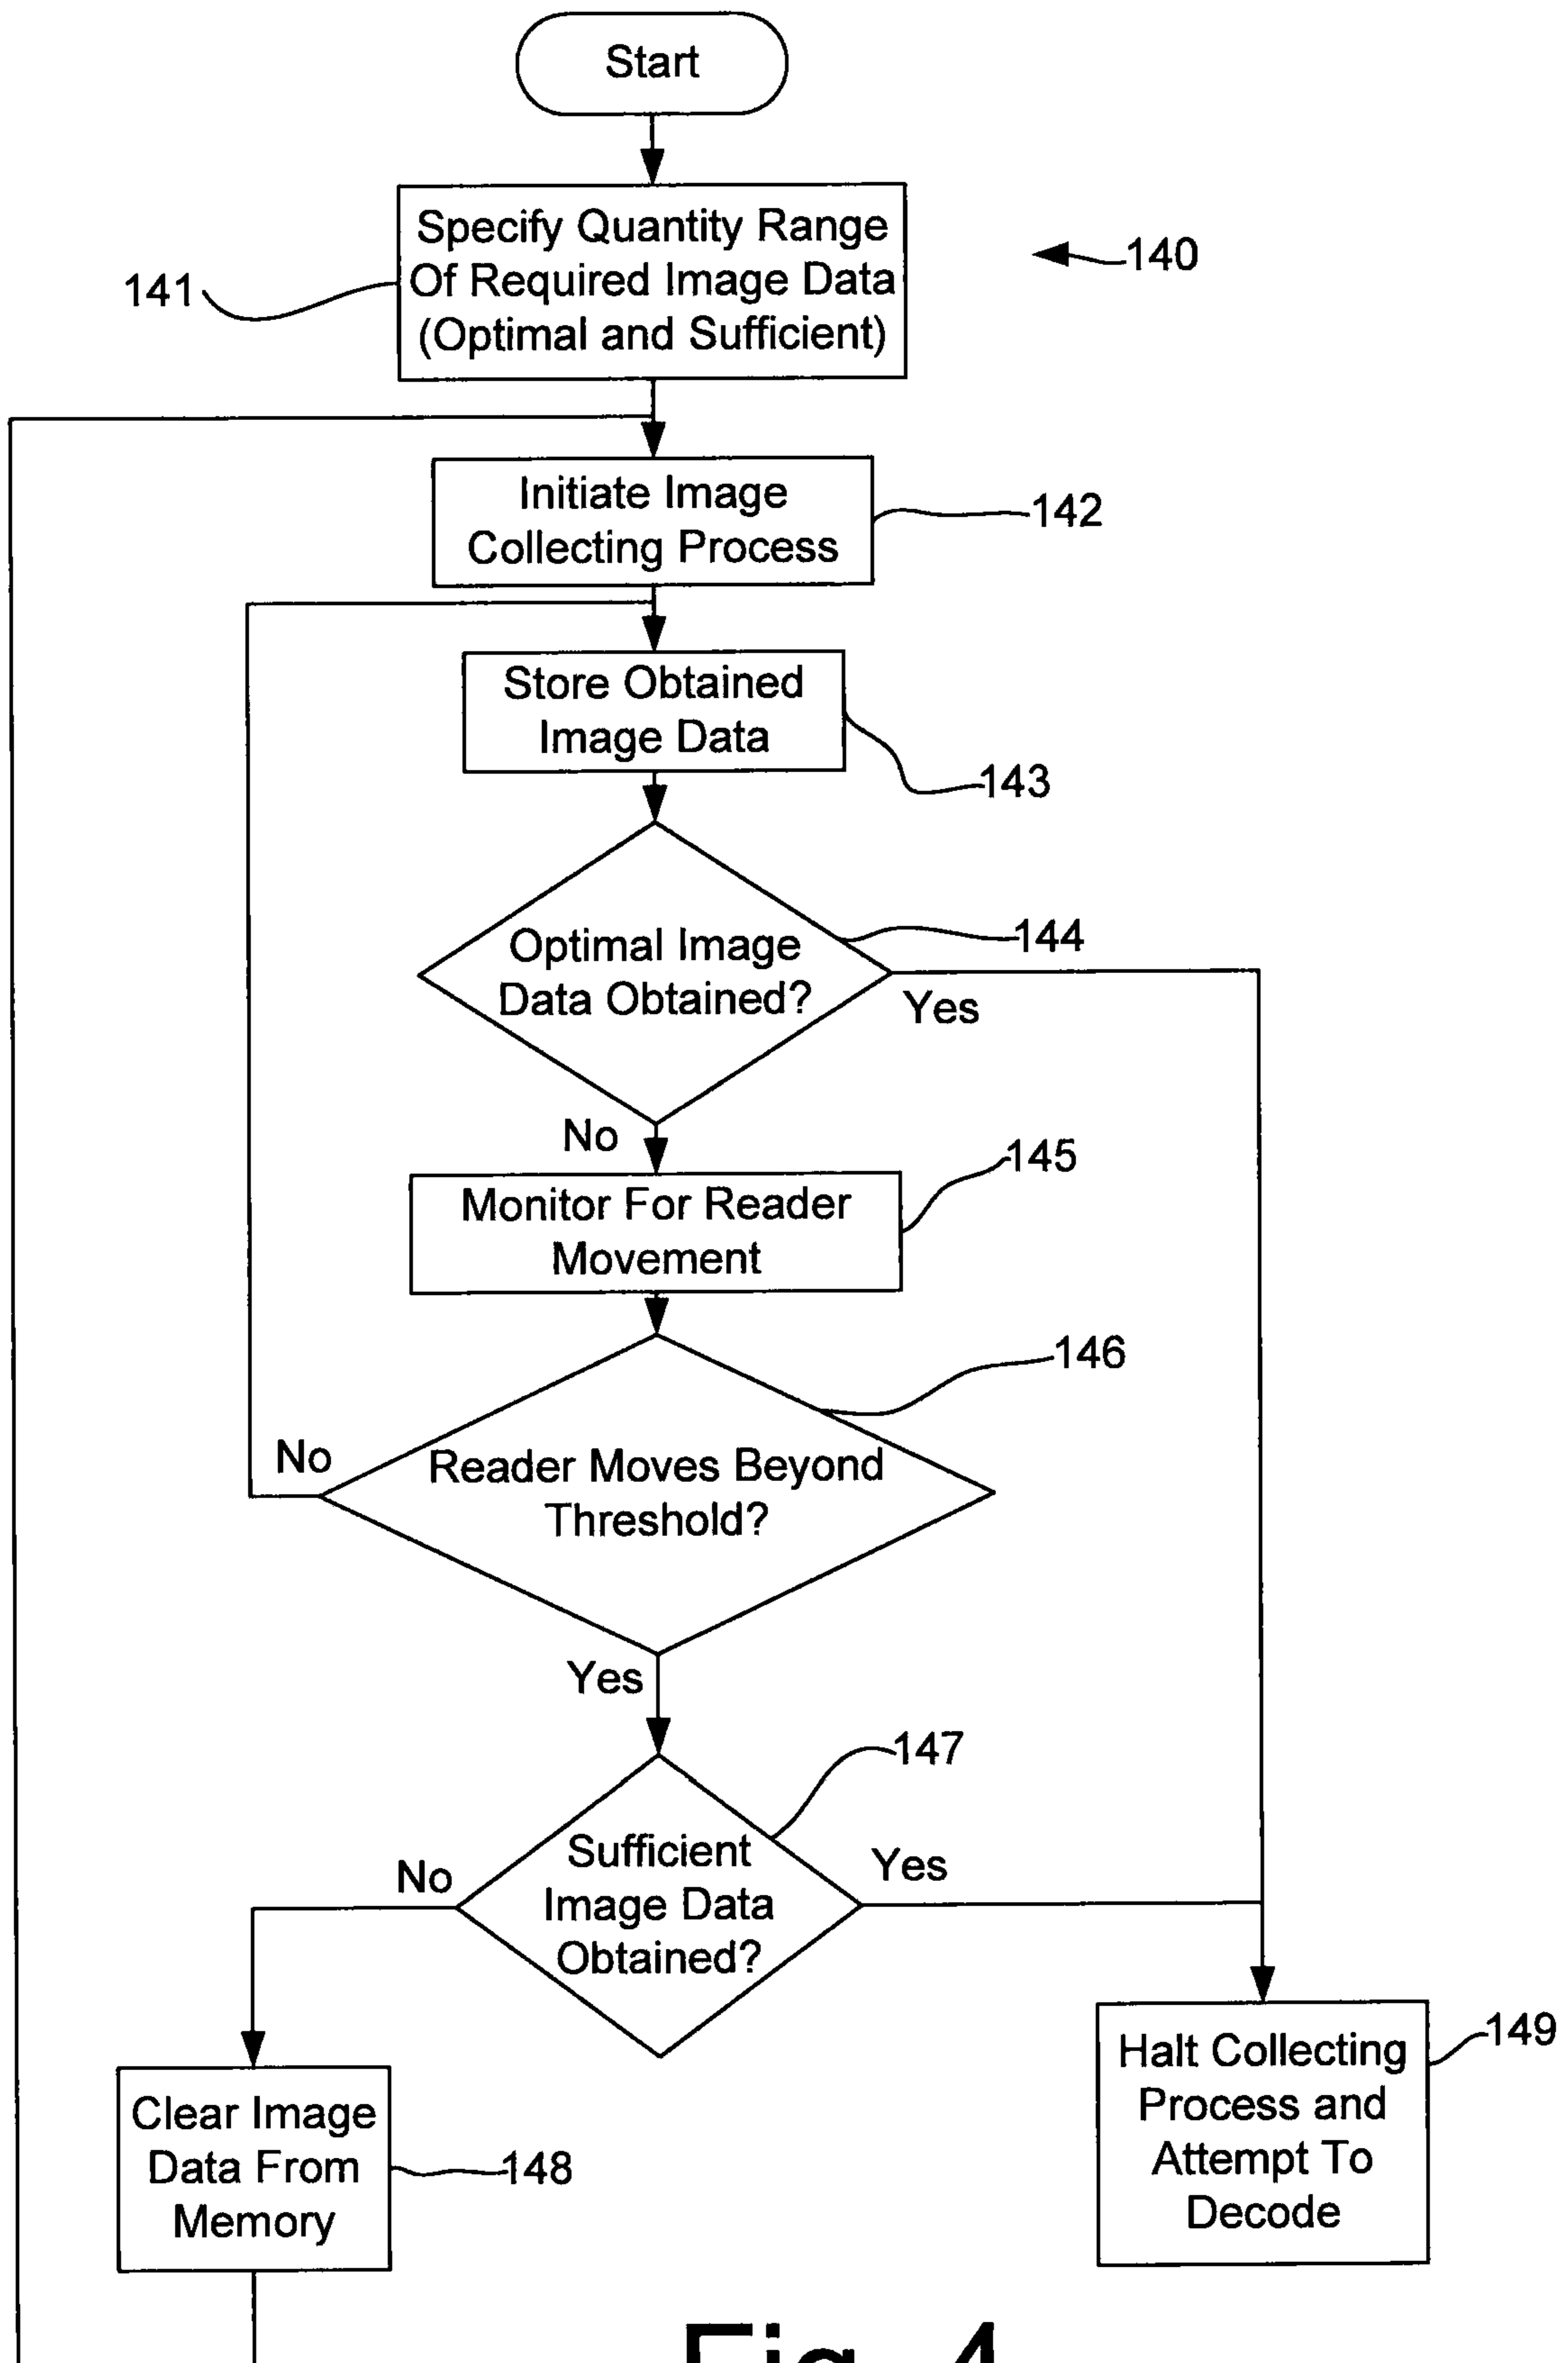 Start
Specify Quantity Range
Of Required Image Data
(Optimal and Sufficient)
140
141
Initiate Image
Collecting Process
142
Store Obtained
Image Data
143
Optimal Image
Data Obtained?
144
Yes
No
Monitor For Reader
Movement
145
Reader Moves Beyond
Threshold?
146
No
Yes
Sufficient
Image Data
Obtained?
147
No
Yes
Clear Image
Data From
Memory
148
Halt Collecting
Process and
Attempt To
Decode
149
Fig. 4